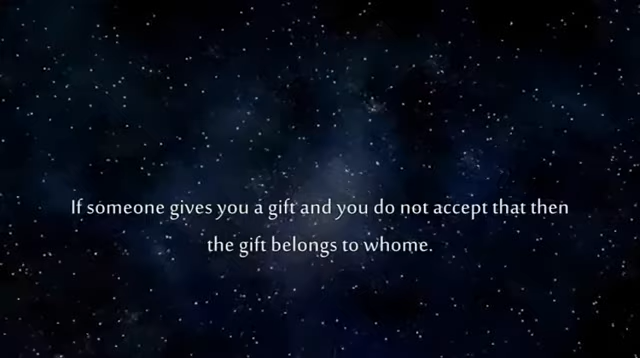 If someone gives you a gift and you do not accept that then
the gift belongs to whome.